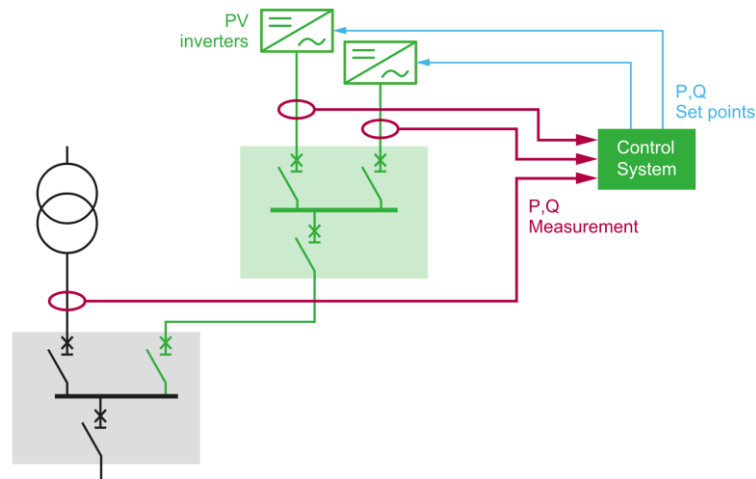 PV
inverters
P,Q
Set points
Control
System
P,Q
Measurement